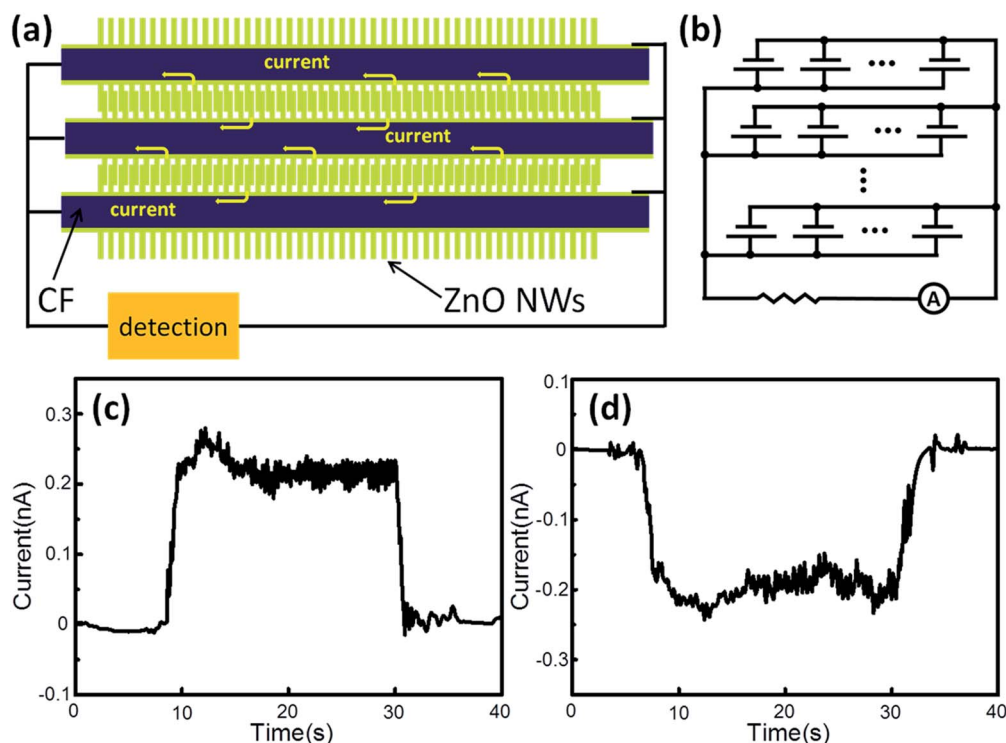 (a)
current
current
current
CF
ZnO NWs
detection
(b)
A
(c)
Current(nA)
0.3
0.2
0.1
0
-0.1
0
10
20
30
40
Time(s)
(d)
Current(nA)
0.1
0
-0.1
-0.2
-0.3
0
10
20
30
40
Time(s)